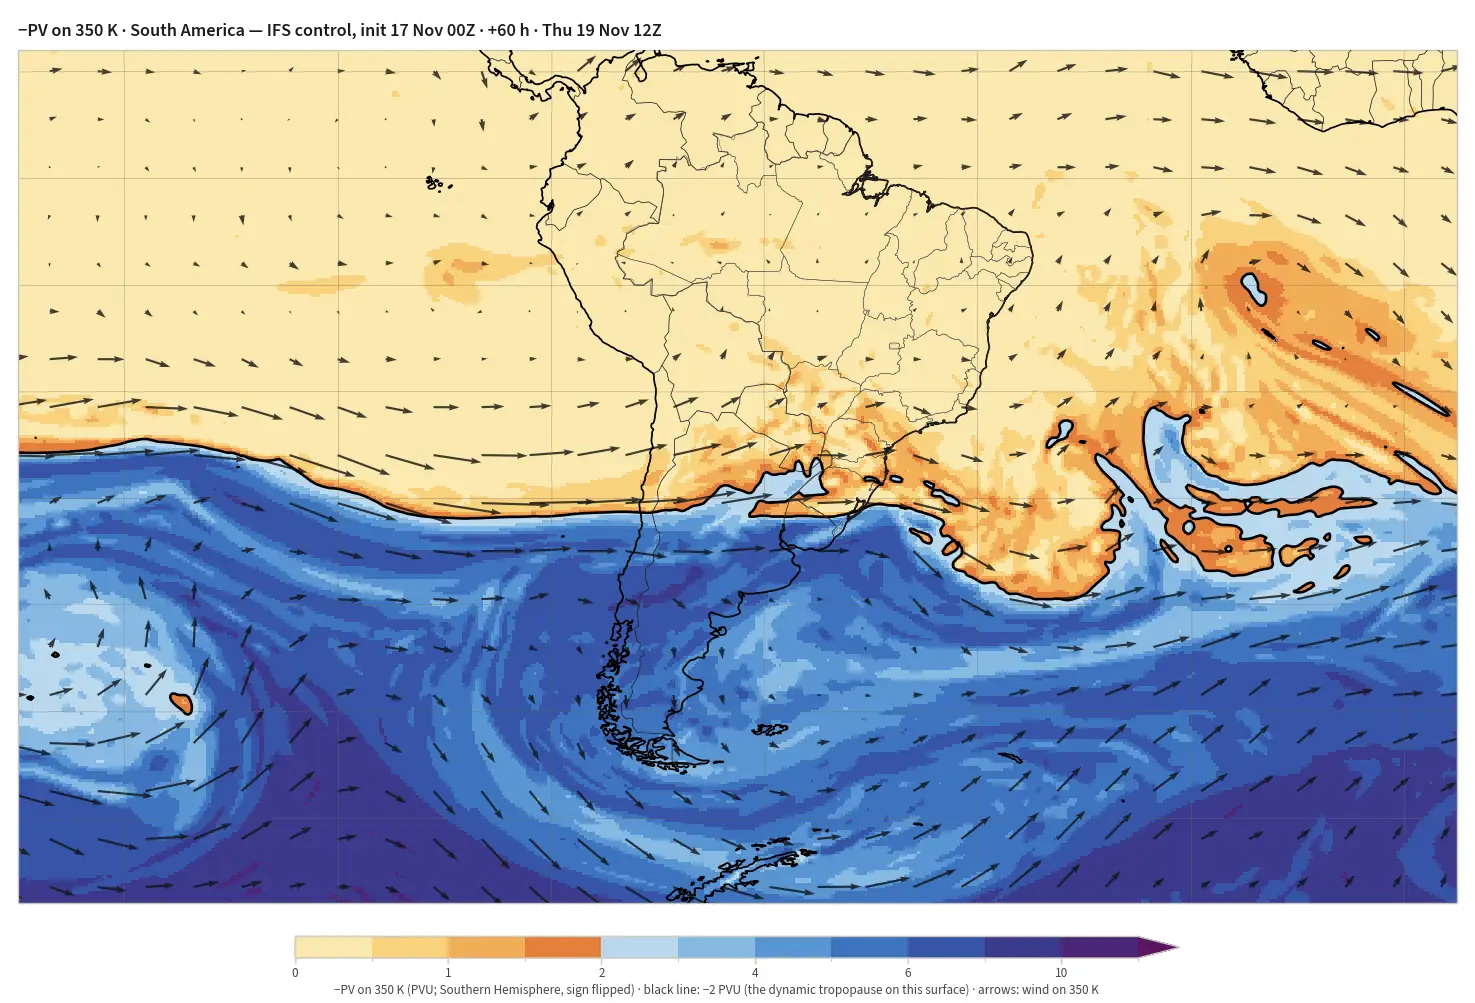 −PV on 350 K · South America — IFS control, init 17 Nov 00Z · +60 h · Thu 19 Nov 12Z
0 1 2 4 6 10
−PV on 350 K (PVU; Southern Hemisphere, sign flipped) · black line: −2 PVU (the dynamic tropopause on this surface) · arrows: wind on 350 K